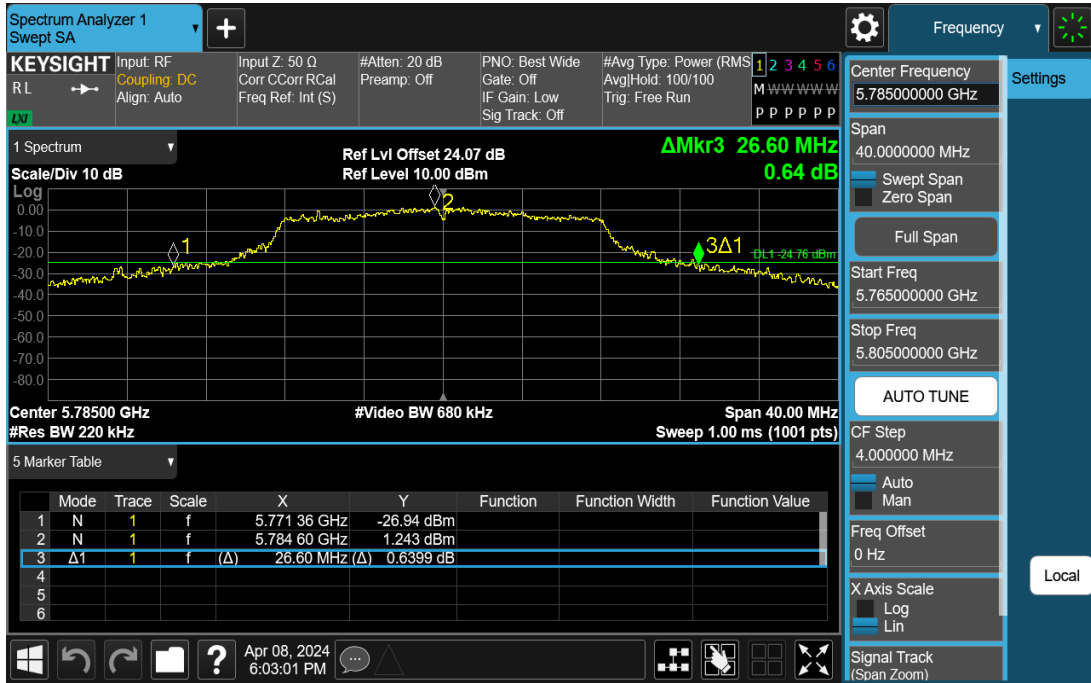 Spectrum Analyzer 1
Swept SA
Frequency
KEYSIGHT
RL
LXI
Input: RF
Coupling: DC
Align: Auto
Input Z: 50 Ω
Corr CCorr RCal
Freq Ref: Int (S)
#Atten: 20 dB
Preamp: Off
PNO: Best Wide
Gate: Off
IF Gain: Low
Sig Track: Off
#Avg Type: Power (RMS
Avg|Hold: 100/100
Trig: Free Run
1 2 3 4 5 6
M W W W W W
P P P P P P
1 Spectrum
Scale/Div 10 dB
Ref Lvl Offset 24.07 dB
Ref Level 10.00 dBm
ΔMkr3 26.60 MHz
0.64 dB
Log
0.00
-10.0
-20.0
-30.0
-40.0
-50.0
-60.0
-70.0
-80.0
1
2
3Δ1
DL1 -24.76 dBm
Center 5.78500 GHz
#Video BW 680 kHz
Span 40.00 MHz
#Res BW 220 kHz
Sweep 1.00 ms (1001 pts)
5 Marker Table
Mode Trace Scale X Y Function Function Width Function Value
1 N 1 f 5.771 36 GHz -26.94 dBm
2 N 1 f 5.784 60 GHz 1.243 dBm
3 Δ1 1 f (Δ) 26.60 MHz (Δ) 0.6399 dB
4
5
6
Apr 08, 2024
6:03:01 PM
Center Frequency
5.785000000 GHz
Settings
Span
40.0000000 MHz
Swept Span
Zero Span
Full Span
Start Freq
5.765000000 GHz
Stop Freq
5.805000000 GHz
AUTO TUNE
CF Step
4.000000 MHz
Auto
Man
Freq Offset
0 Hz
X Axis Scale
Log
Lin
Local
Signal Track
(Span Zoom)